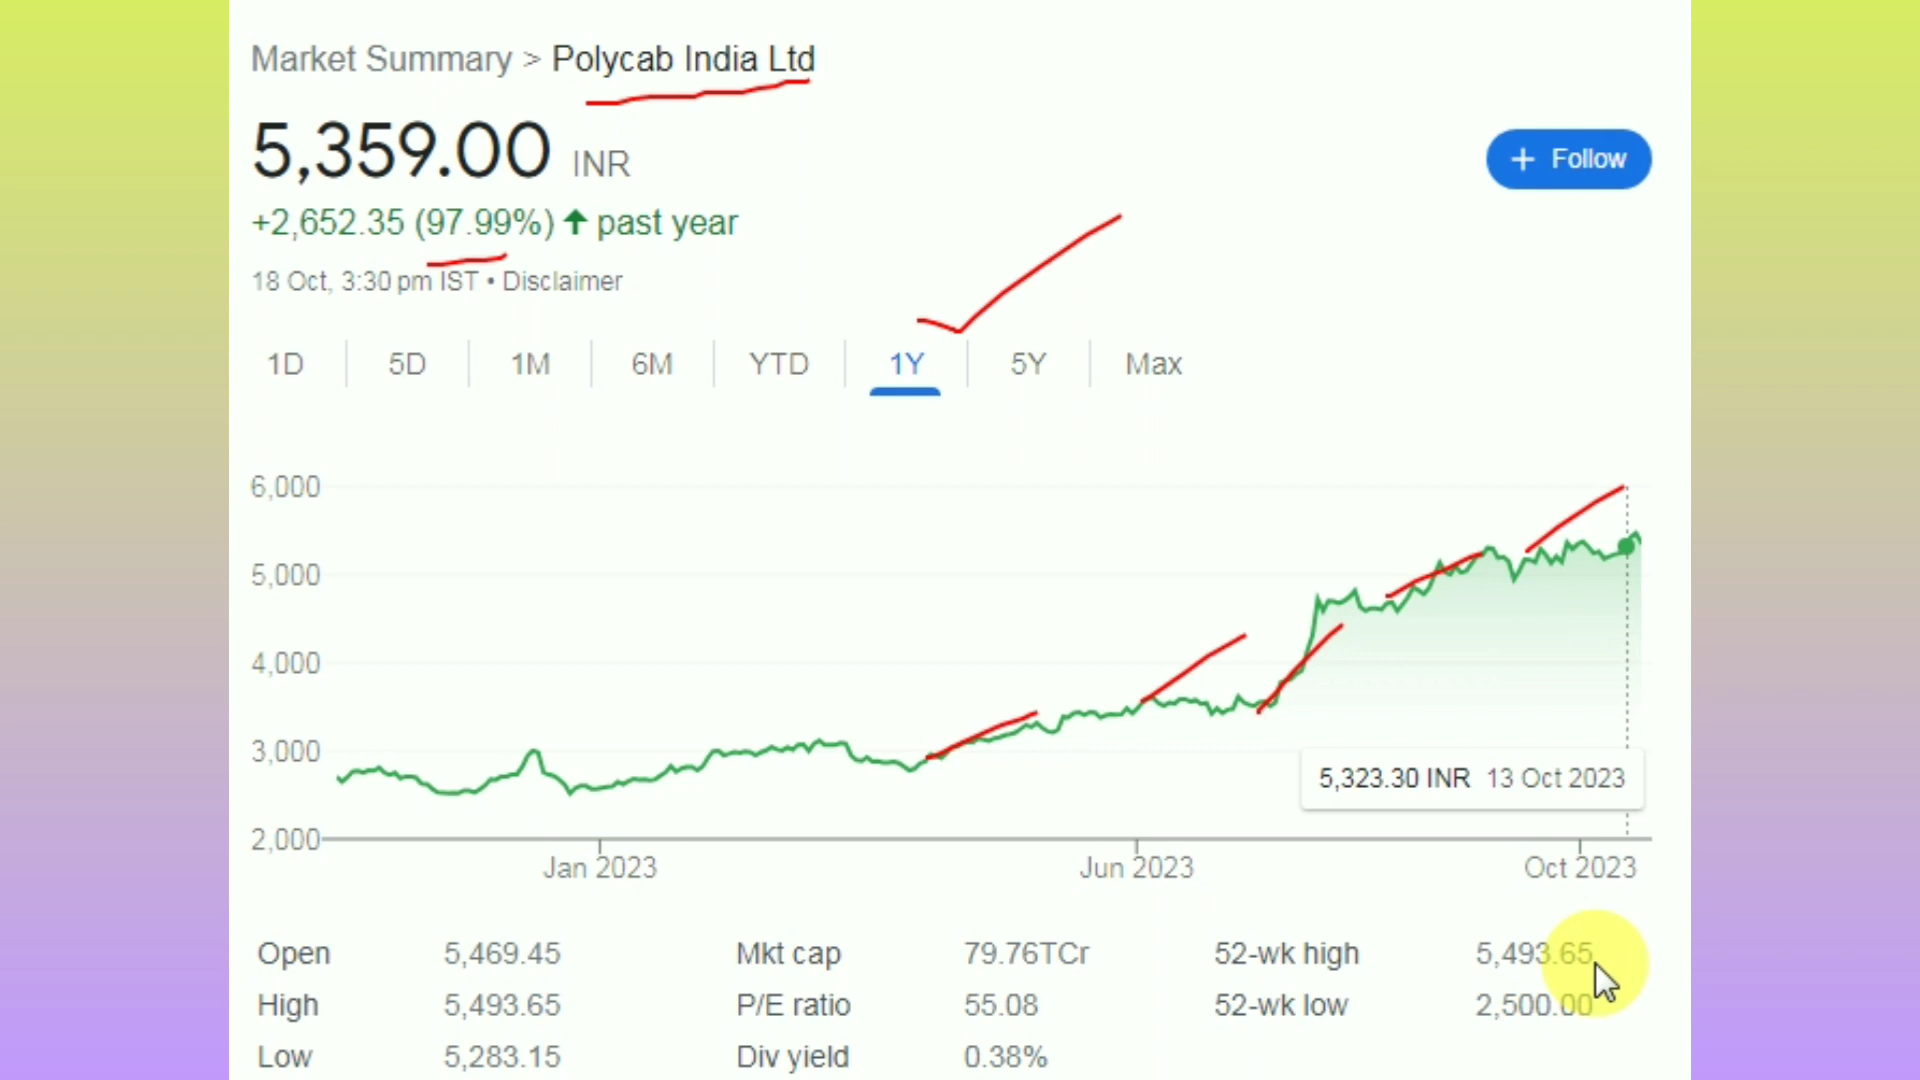 Market Summary > Polycab India Ltd
5,359.00 INR
+ Follow
+2,652.35 (97.99%) ↑ past year
18 Oct, 3:30 pm IST • Disclaimer
1D 5D 1M 6M YTD 1Y 5Y Max
6,000
5,000
4,000
3,000
2,000
5,323.30 INR 13 Oct 2023
Jan 2023 Jun 2023 Oct 2023
Open 5,469.45 Mkt cap 79.76TCr 52-wk high 5,493.65
High 5,493.65 P/E ratio 55.08 52-wk low 2,500.00
Low 5,283.15 Div yield 0.38%